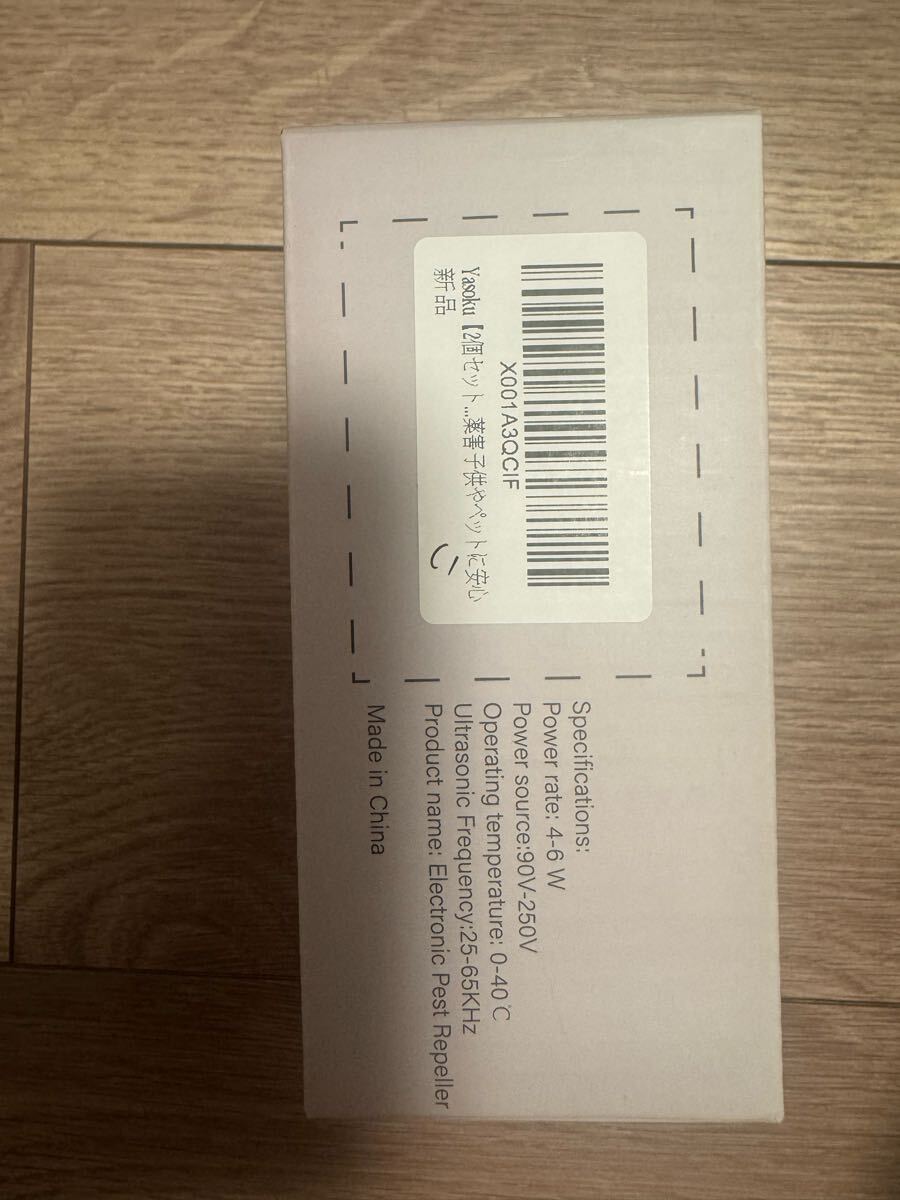 X001A3QCIF
Yasoku【2個セット...薬害子供やペットに安心
新品
い
Specifications:
Power rate: 4-6 W
Power source:90V-250V
Operating temperature: 0-40℃
Ultrasonic Frequency:25-65KHz
Product name: Electronic Pest Repeller
Made in China